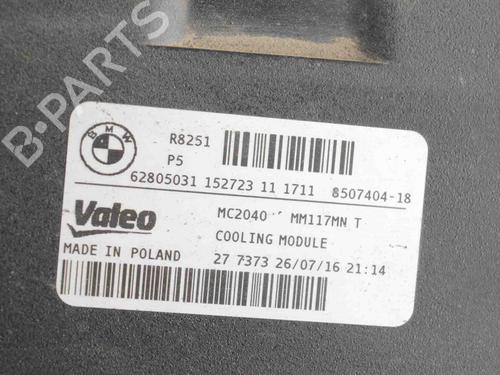 B-PARTS
BMW
R8251
P5
62805031 152723 11 1711 8507404-18
Valeo
MC2040 MM117MN T
COOLING MODULE
MADE IN POLAND
27 7373 26/07/16 21:14